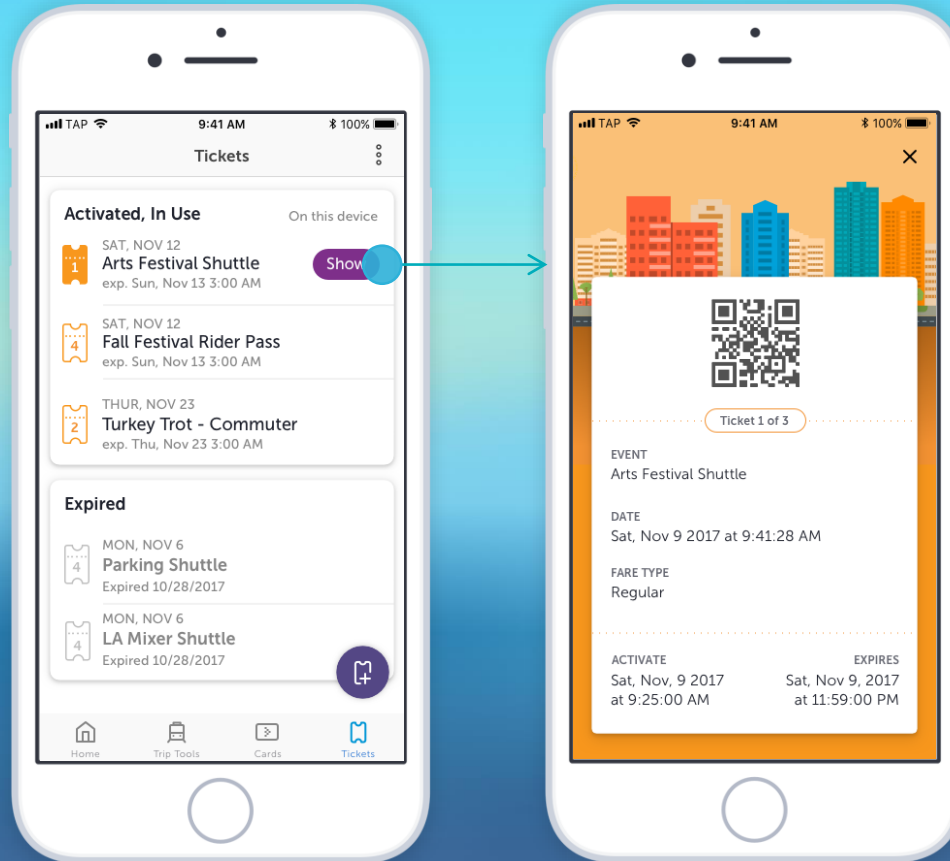 TAP 9:41 AM 100%
Tickets
Activated, In Use On this device
SAT, NOV 12
1 Arts Festival Shuttle Show
exp. Sun, Nov 13 3:00 AM
SAT, NOV 12
4 Fall Festival Rider Pass
exp. Sun, Nov 13 3:00 AM
THUR, NOV 23
2 Turkey Trot - Commuter
exp. Thu, Nov 23 3:00 AM
Expired
MON, NOV 6
4 Parking Shuttle
Expired 10/28/2017
MON, NOV 6
4 LA Mixer Shuttle
Expired 10/28/2017
Home Trip Tools Cards Tickets
TAP 9:41 AM 100%
Ticket 1 of 3
EVENT
Arts Festival Shuttle
DATE
Sat, Nov 9 2017 at 9:41:28 AM
FARE TYPE
Regular
ACTIVATE EXPIRES
Sat, Nov, 9 2017 Sat, Nov 9, 2017
at 9:25:00 AM at 11:59:00 PM